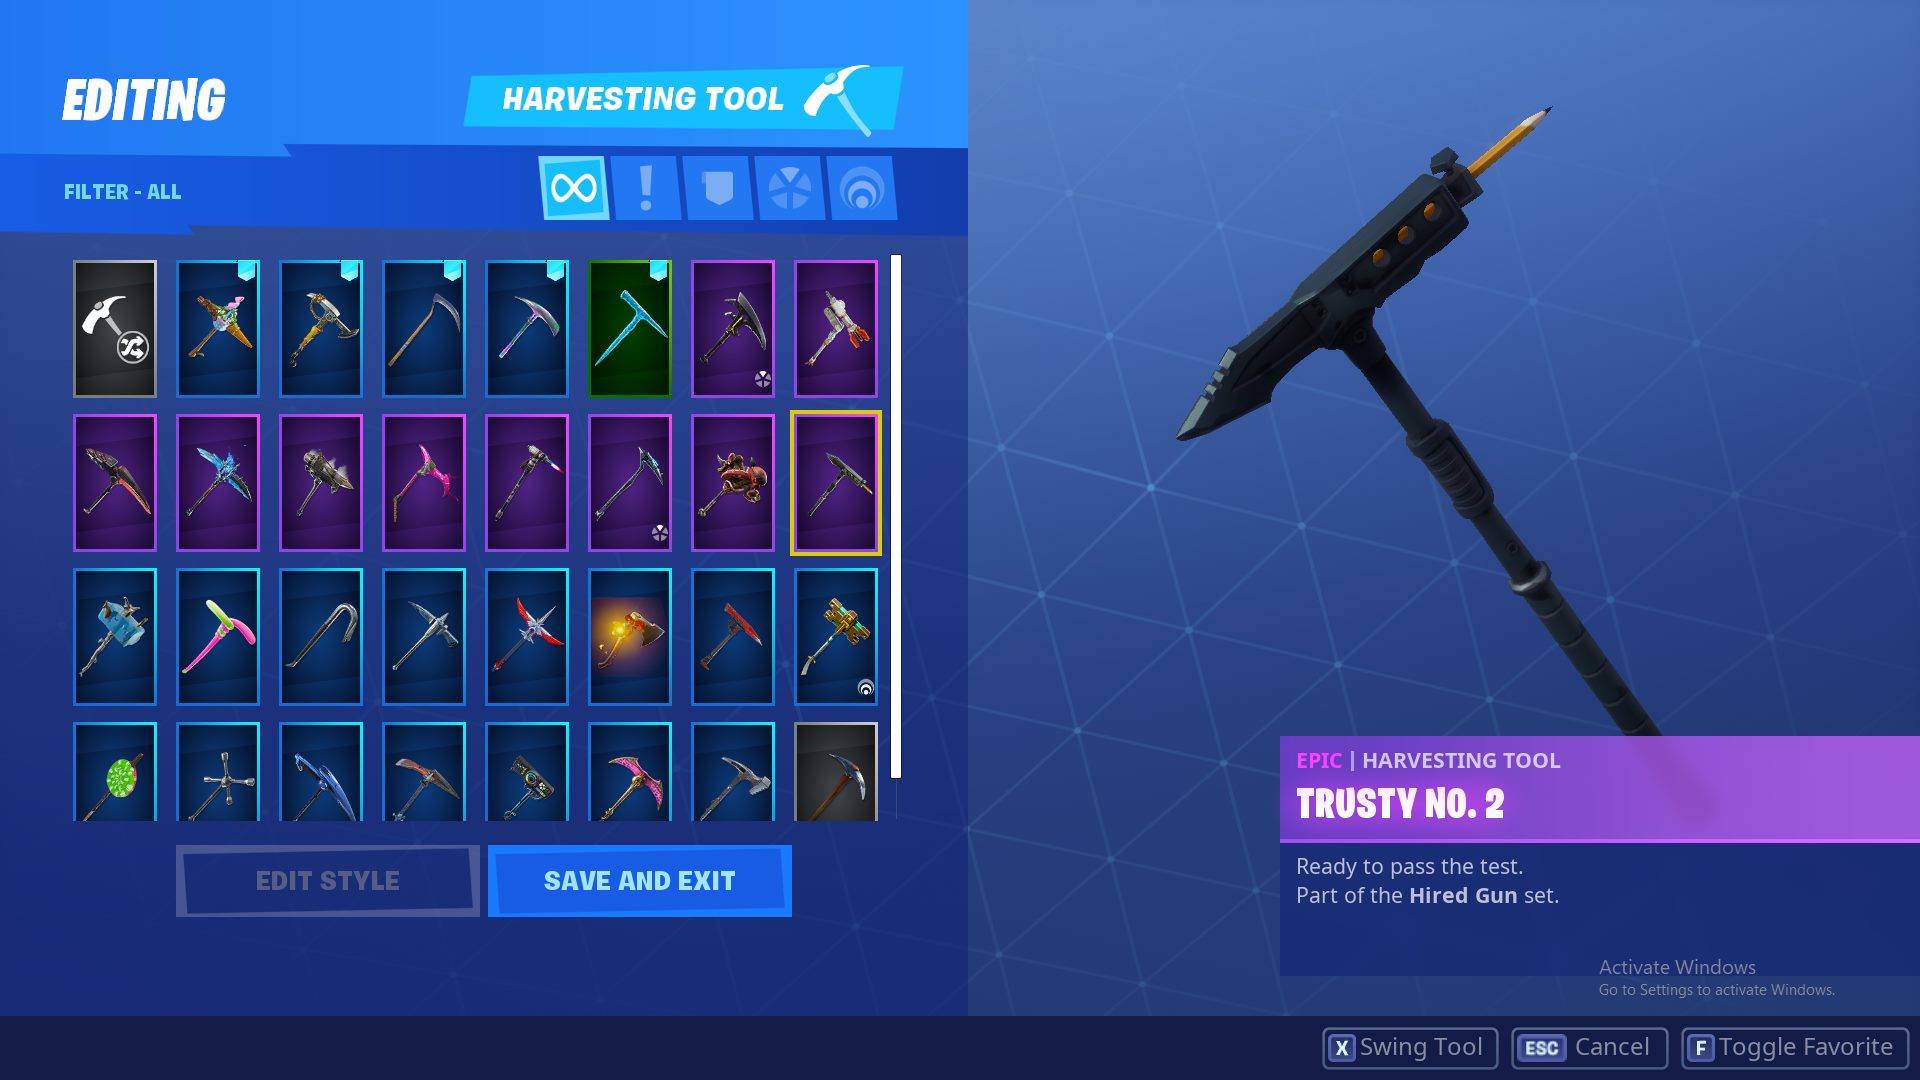 EDITING
HARVESTING TOOL
FILTER - ALL
EDIT STYLE
SAVE AND EXIT
EPIC | HARVESTING TOOL
TRUSTY NO. 2
Ready to pass the test.
Part of the Hired Gun set.
Activate Windows
Go to Settings to activate Windows.
X Swing Tool
ESC Cancel
F Toggle Favorite